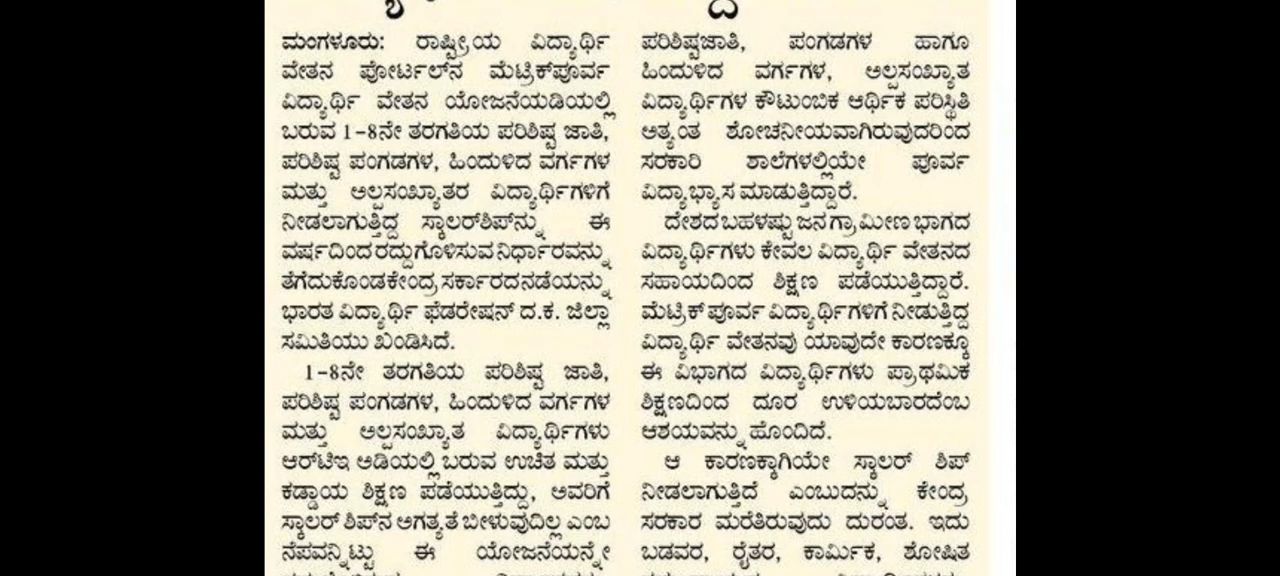 ಮಂಗಳೂರು: ರಾಷ್ಟ್ರೀಯ ವಿದ್ಯಾರ್ಥಿ
ವೇತನ ಪೋರ್ಟಲ್‌ನ ಮೆಟ್ರಿಕ್‌ಪೂರ್ವ
ವಿದ್ಯಾರ್ಥಿ ವೇತನ ಯೋಜನೆಯಡಿಯಲ್ಲಿ
ಬರುವ 1-8ನೇ ತರಗತಿಯ ಪರಿಶಿಷ್ಟ ಜಾತಿ,
ಪರಿಶಿಷ್ಟ ಪಂಗಡಗಳ, ಹಿಂದುಳಿದ ವರ್ಗಗಳ
ಮತ್ತು ಅಲ್ಪಸಂಖ್ಯಾತರ ವಿದ್ಯಾರ್ಥಿಗಳಿಗೆ
ನೀಡಲಾಗುತ್ತಿದ್ದ ಸ್ಕಾಲರ್‌ಶಿಪ್‌ನ್ನು ಈ
ವರ್ಷದಿಂದ ರದ್ದುಗೊಳಿಸುವ ನಿರ್ಧಾರವನ್ನು
ತೆಗೆದುಕೊಂಡ ಕೇಂದ್ರ ಸರ್ಕಾರದ ನಡೆಯನ್ನು
ಭಾರತ ವಿದ್ಯಾರ್ಥಿ ಫೆಡರೇಷನ್ ದ.ಕ. ಜಿಲ್ಲಾ
ಸಮಿತಿಯು ಖಂಡಿಸಿದೆ.
1-8ನೇ ತರಗತಿಯ ಪರಿಶಿಷ್ಟ ಜಾತಿ,
ಪರಿಶಿಷ್ಟ ಪಂಗಡಗಳ, ಹಿಂದುಳಿದ ವರ್ಗಗಳ
ಮತ್ತು ಅಲ್ಪಸಂಖ್ಯಾತ ವಿದ್ಯಾರ್ಥಿಗಳು
ಆರ್‌ಟಿಇ ಅಡಿಯಲ್ಲಿ ಬರುವ ಉಚಿತ ಮತ್ತು
ಕಡ್ಡಾಯ ಶಿಕ್ಷಣ ಪಡೆಯುತ್ತಿದ್ದು, ಅವರಿಗೆ
ಸ್ಕಾಲರ್ ಶಿಪ್‌ನ ಅಗತ್ಯತೆ ಬೀಳುವುದಿಲ್ಲ ಎಂಬ
ನೆಪವನ್ನಿಟ್ಟು ಈ ಯೋಜನೆಯನ್ನೇ
ಪರಿಶಿಷ್ಟಜಾತಿ, ಪಂಗಡಗಳ ಹಾಗೂ
ಹಿಂದುಳಿದ ವರ್ಗಗಳ, ಅಲ್ಪಸಂಖ್ಯಾತ
ವಿದ್ಯಾರ್ಥಿಗಳ ಕೌಟುಂಬಿಕ ಆರ್ಥಿಕ ಪರಿಸ್ಥಿತಿ
ಅತ್ಯಂತ ಶೋಚನೀಯವಾಗಿರುವುದರಿಂದ
ಸರಕಾರಿ ಶಾಲೆಗಳಲ್ಲಿಯೇ ಪೂರ್ವ
ವಿದ್ಯಾಭ್ಯಾಸ ಮಾಡುತ್ತಿದ್ದಾರೆ.
ದೇಶದ ಬಹಳಷ್ಟು ಜನ ಗ್ರಾಮೀಣ ಭಾಗದ
ವಿದ್ಯಾರ್ಥಿಗಳು ಕೇವಲ ವಿದ್ಯಾರ್ಥಿ ವೇತನದ
ಸಹಾಯದಿಂದ ಶಿಕ್ಷಣ ಪಡೆಯುತ್ತಿದ್ದಾರೆ.
ಮೆಟ್ರಿಕ್ ಪೂರ್ವ ವಿದ್ಯಾರ್ಥಿಗಳಿಗೆ ನೀಡುತ್ತಿದ್ದ
ವಿದ್ಯಾರ್ಥಿ ವೇತನವು ಯಾವುದೇ ಕಾರಣಕ್ಕೂ
ಈ ವಿಭಾಗದ ವಿದ್ಯಾರ್ಥಿಗಳು ಪ್ರಾಥಮಿಕ
ಶಿಕ್ಷಣದಿಂದ ದೂರ ಉಳಿಯಬಾರದೆಂಬ
ಆಶಯವನ್ನು ಹೊಂದಿದೆ.
ಆ ಕಾರಣಕ್ಕಾಗಿಯೇ ಸ್ಕಾಲರ್ ಶಿಪ್
ನೀಡಲಾಗುತ್ತಿದೆ ಎಂಬುದನ್ನು ಕೇಂದ್ರ
ಸರಕಾರ ಮರೆತಿರುವುದು ದುರಂತ. ಇದು
ಬಡವರ, ರೈತರ, ಕಾರ್ಮಿಕ, ಶೋಷಿತ